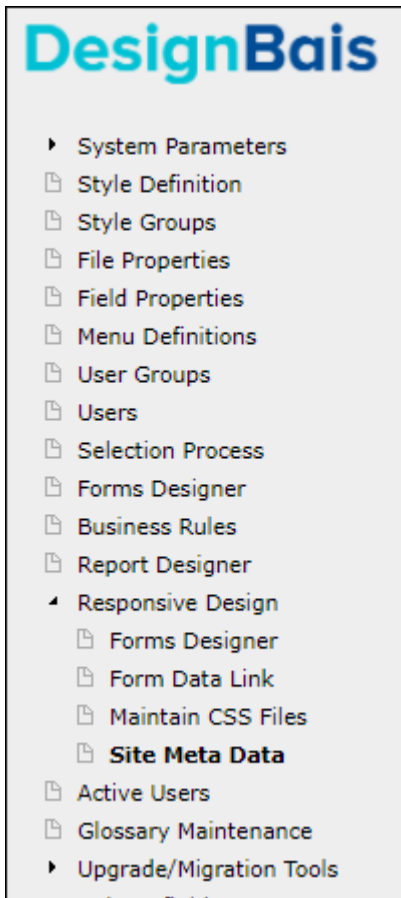 DesignBais
System Parameters
Style Definition
Style Groups
File Properties
Field Properties
Menu Definitions
User Groups
Users
Selection Process
Forms Designer
Business Rules
Report Designer
Responsive Design
Forms Designer
Form Data Link
Maintain CSS Files
Site Meta Data
Active Users
Glossary Maintenance
Upgrade/Migration Tools